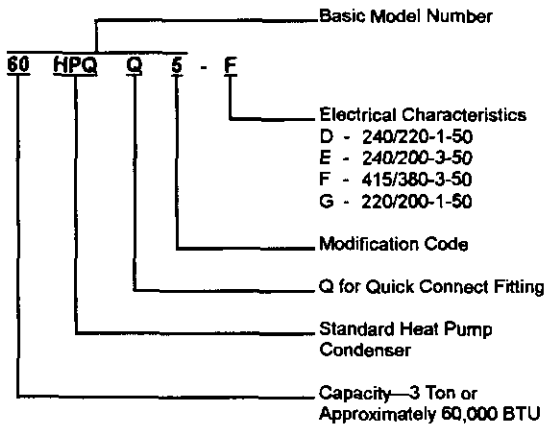 Basic Model Number
60 HPQ Q 5 - F
Electrical Characteristics
D - 240/220-1-50
E - 240/200-3-50
F - 415/380-3-50
G - 220/200-1-50
Modification Code
Q for Quick Connect Fitting
Standard Heat Pump
Condenser
Capacity—3 Ton or
Approximately 60,000 BTU